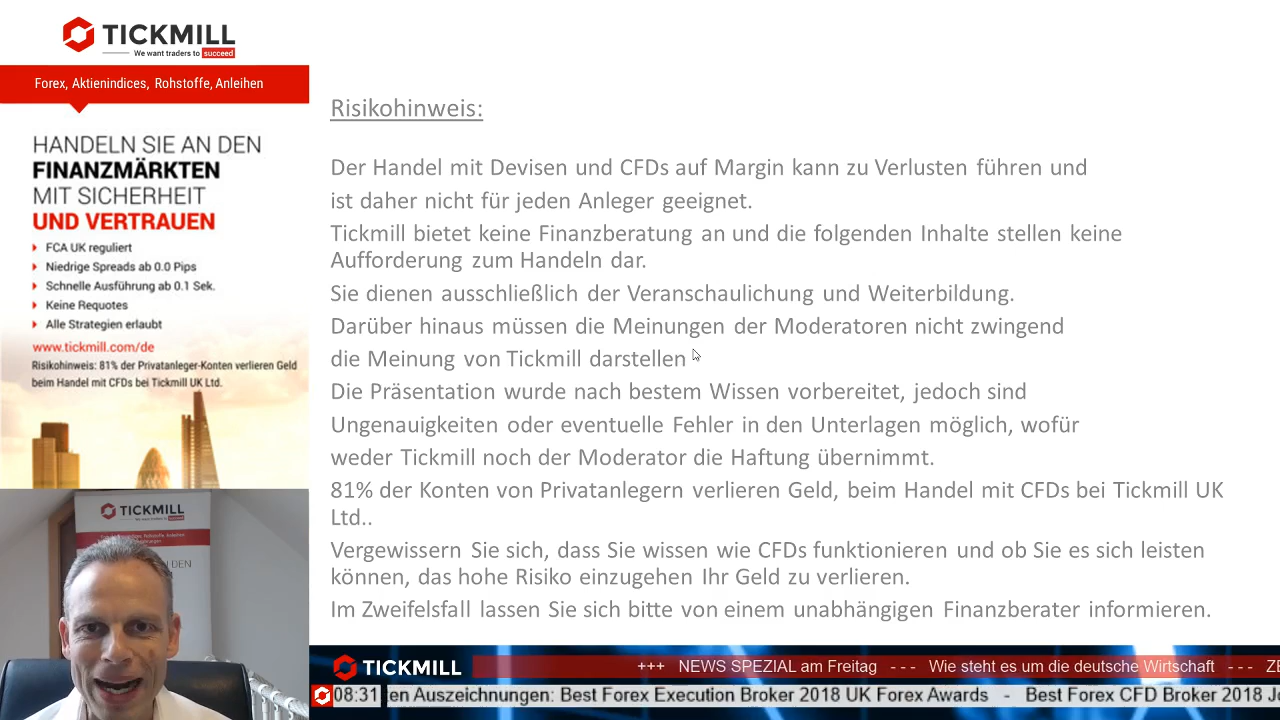 TICKMILL
We want traders to succeed
Forex, Aktienindices, Rohstoffe, Anleihen
HANDELN SIE AN DEN
FINANZMÄRKTEN
MIT SICHERHEIT
UND VERTRAUEN
FCA UK reguliert
Niedrige Spreads ab 0.0 Pips
Schnelle Ausführung ab 0.1 Sek.
Keine Requotes
Alle Strategien erlaubt
www.tickmill.com/de
Risikohinweis: 81% der Privatanleger-Konten verlieren Geld
beim Handel mit CFDs bei Tickmill UK Ltd.
TICKMILL
Risikohinweis:
Der Handel mit Devisen und CFDs auf Margin kann zu Verlusten führen und
ist daher nicht für jeden Anleger geeignet.
Tickmill bietet keine Finanzberatung an und die folgenden Inhalte stellen keine
Aufforderung zum Handeln dar.
Sie dienen ausschließlich der Veranschaulichung und Weiterbildung.
Darüber hinaus müssen die Meinungen der Moderatoren nicht zwingend
die Meinung von Tickmill darstellen
Die Präsentation wurde nach bestem Wissen vorbereitet, jedoch sind
Ungenauigkeiten oder eventuelle Fehler in den Unterlagen möglich, wofür
weder Tickmill noch der Moderator die Haftung übernimmt.
81% der Konten von Privatanlegern verlieren Geld, beim Handel mit CFDs bei Tickmill UK
Ltd..
Vergewissern Sie sich, dass Sie wissen wie CFDs funktionieren und ob Sie es sich leisten
können, das hohe Risiko einzugehen Ihr Geld zu verlieren.
Im Zweifelsfall lassen Sie sich bitte von einem unabhängigen Finanzberater informieren.
TICKMILL +++ NEWS SPEZIAL am Freitag - - - Wie steht es um die deutsche Wirtschaft - - - ZE
08:31 en Auszeichnungen: Best Forex Execution Broker 2018 UK Forex Awards - Best Forex CFD Broker 2018